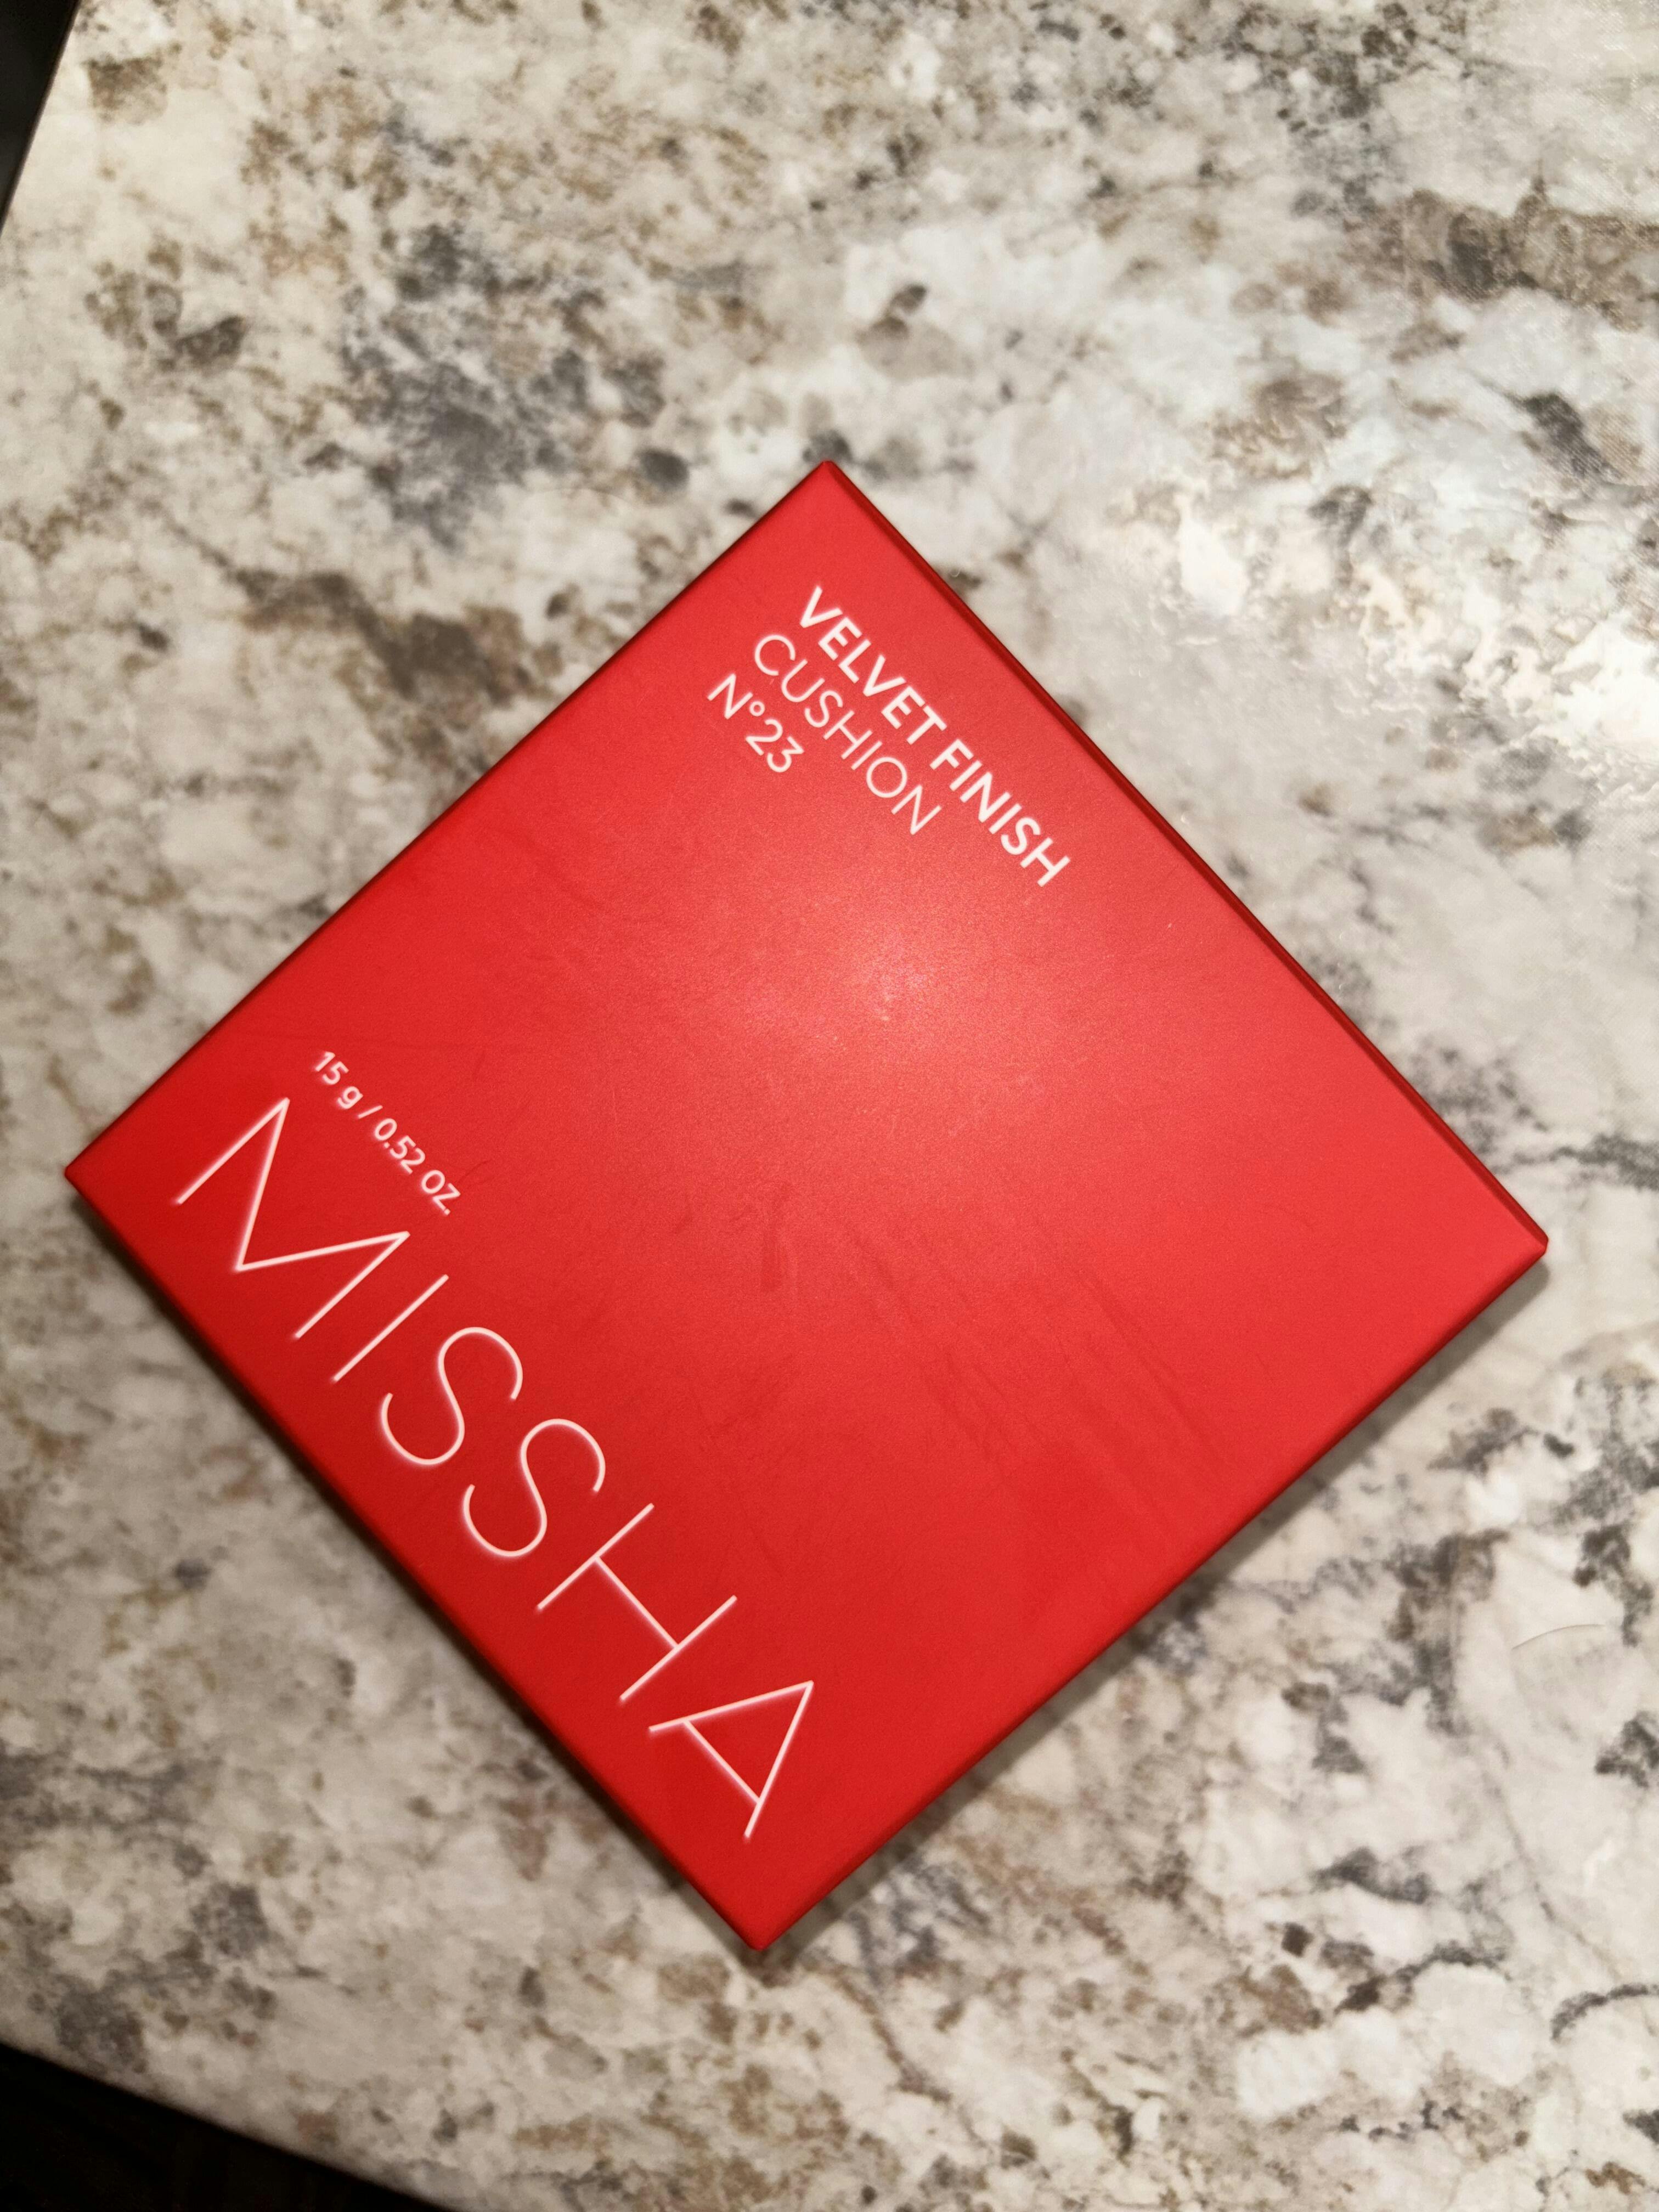 VELVET FINISH
CUSHION
N°23
15 g / 0.52 OZ.
MISSHA